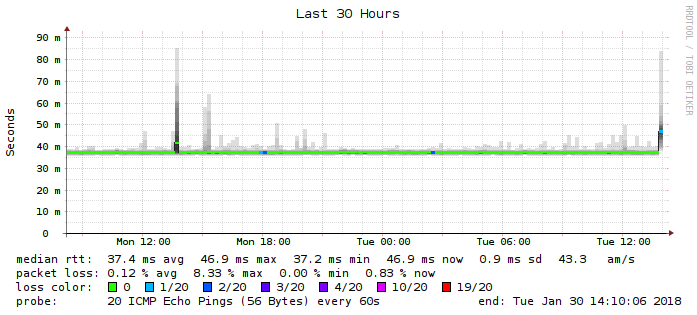 Last 30 Hours
RRDTOOL / TOBI OETIKER
Seconds
90 m
80 m
70 m
60 m
50 m
40 m
30 m
20 m
10 m
0
Mon 12:00 Mon 18:00 Tue 00:00 Tue 06:00 Tue 12:00
median rtt: 37.4 ms avg 46.9 ms max 37.2 ms min 46.9 ms now 0.9 ms sd 43.3 am/s
packet loss: 0.12 % avg 8.33 % max 0.00 % min 0.83 % now
loss color: 0 1/20 2/20 3/20 4/20 10/20 19/20
probe: 20 ICMP Echo Pings (56 Bytes) every 60s end: Tue Jan 30 14:10:06 2018